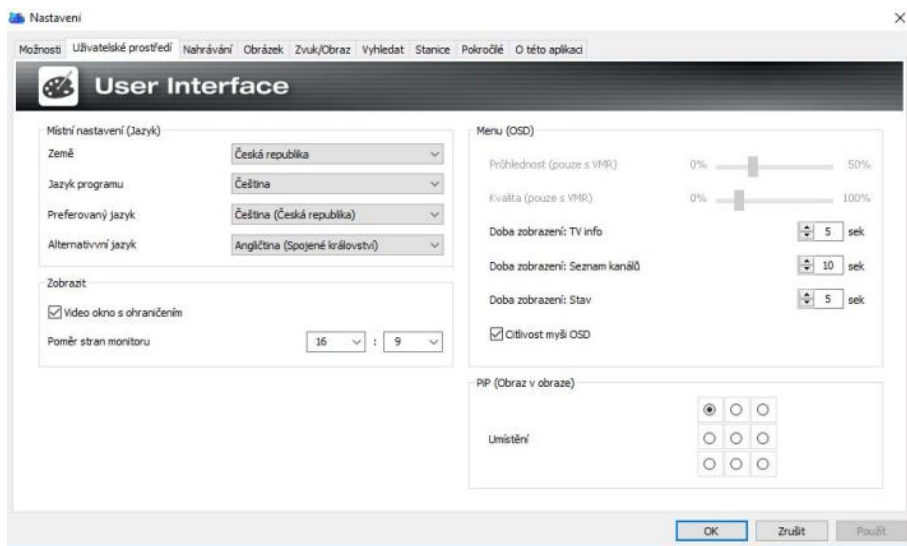 Nastavení
Možnosti Uživatelské prostředí Nahrávání Obrázek Zvuk/Obraz Vyhledat Stanice Pokročilé O této aplikaci
User Interface
Místní nastavení (Jazyk)
Země Česká republika
Jazyk programu Čeština
Preferovaný jazyk Čeština (Česká republika)
Alternativvní jazyk Angličtina (Spojené království)
Zobrazit
Video okno s ohraničením
Poměr stran monitoru 16 : 9
Menu (OSD)
Průhlednost (pouze s VMR) 0% 50%
Kvalita (pouze s VMR) 0% 100%
Doba zobrazení: TV info 5 sek
Doba zobrazení: Seznam kanálů 10 sek
Doba zobrazení: Stav 5 sek
Citlivost myši OSD
PiP (Obraz v obraze)
Umístění
OK Zrušit Použít